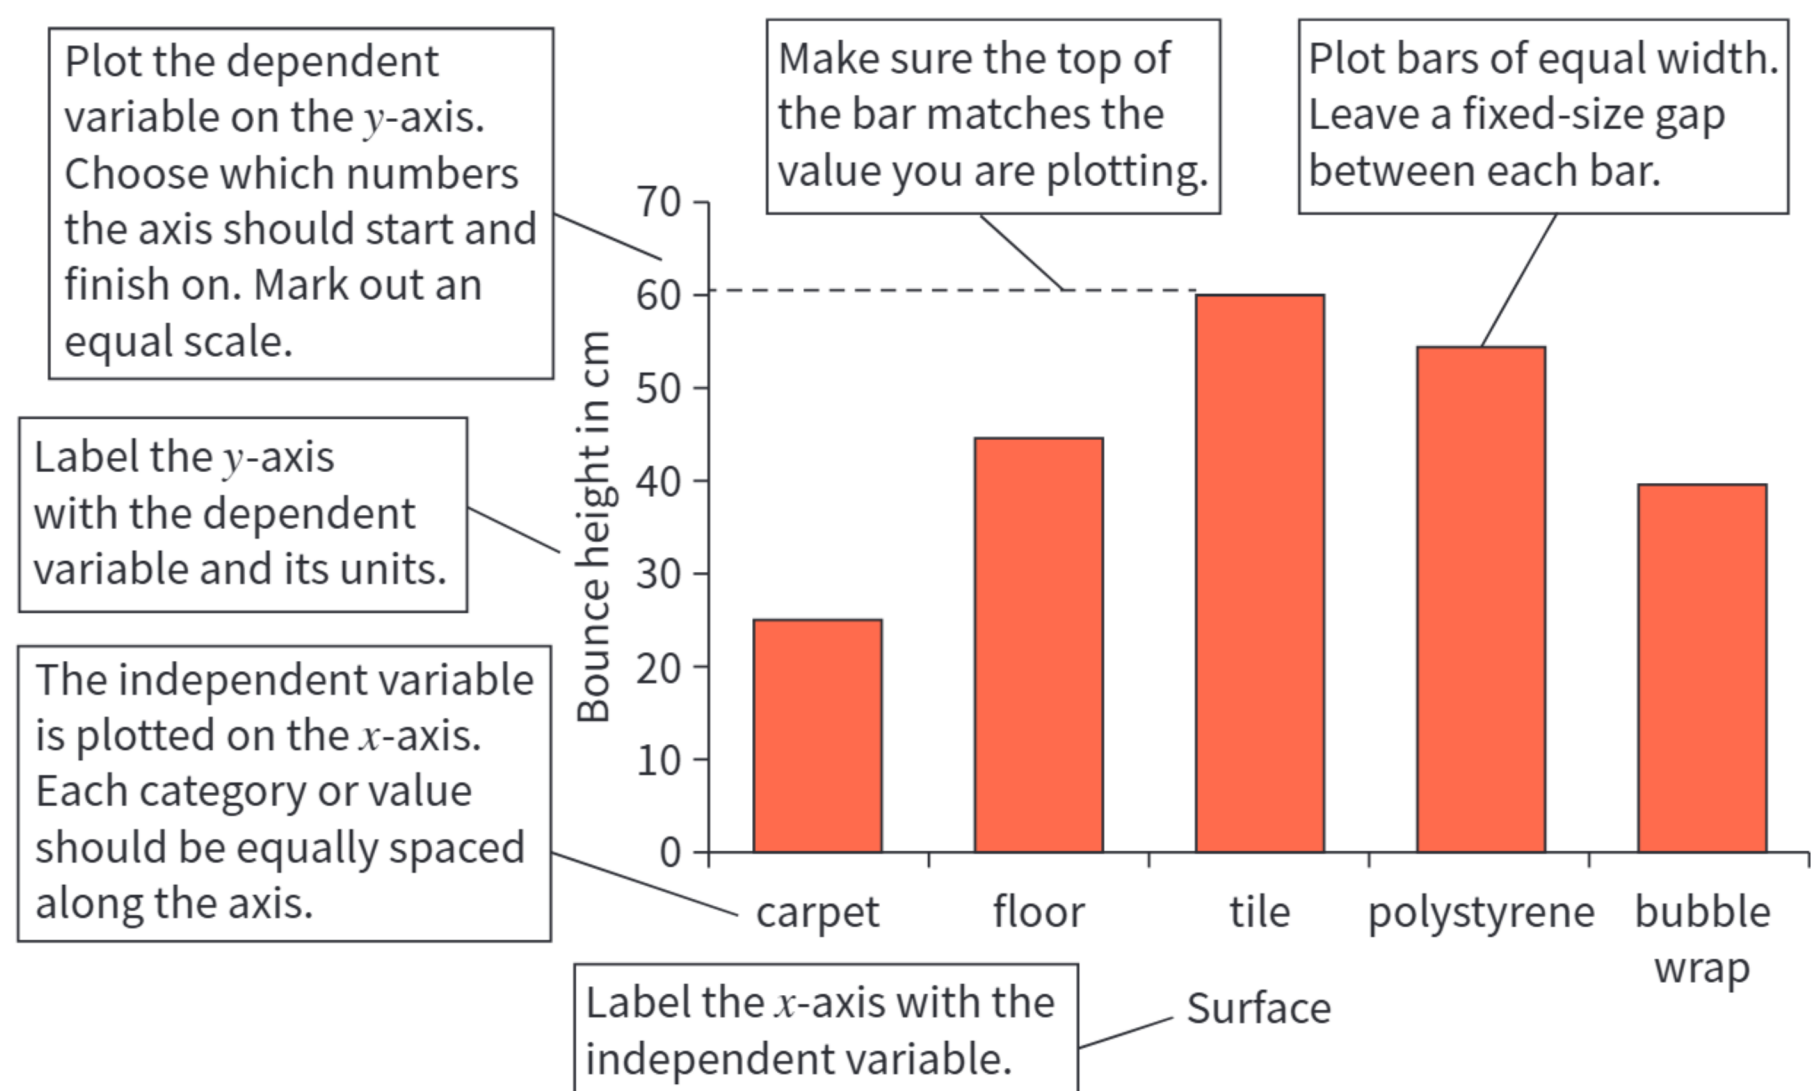 Plot the dependent
variable on the y-axis.
Choose which numbers
the axis should start and
finish on. Mark out an
equal scale.
Make sure the top of
the bar matches the
value you are plotting.
Plot bars of equal width.
Leave a fixed-size gap
between each bar.
Label the y-axis
with the dependent
variable and its units.
The independent variable
is plotted on the x-axis.
Each category or value
should be equally spaced
along the axis.
Bounce height in cm
70
60
50
40
30
20
10
0
carpet
floor
tile
polystyrene
bubble
wrap
Label the x-axis with the
independent variable.
Surface